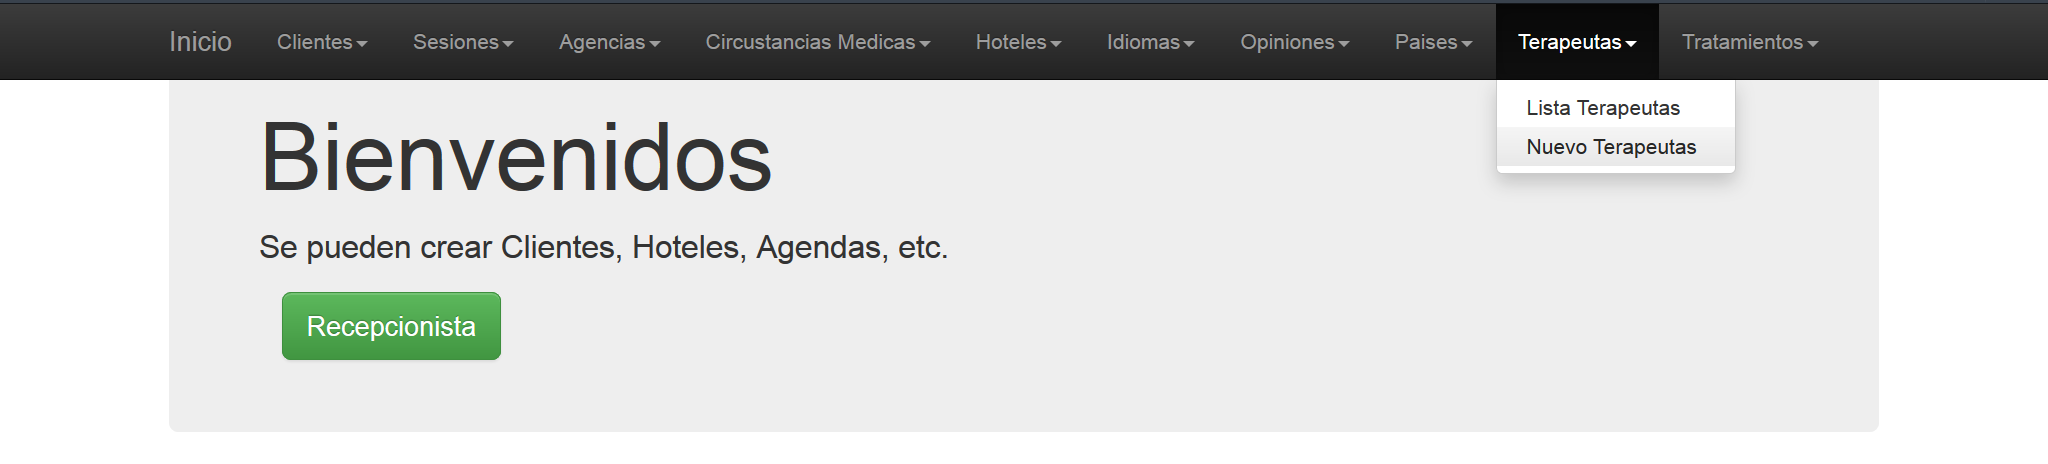 Inicio Clientes Sesiones Agencias Circustancias Medicas Hoteles Idiomas Opiniones Paises Terapeutas Tratamientos
Lista Terapeutas
Nuevo Terapeutas
Bienvenidos
Se pueden crear Clientes, Hoteles, Agendas, etc.
Recepcionista